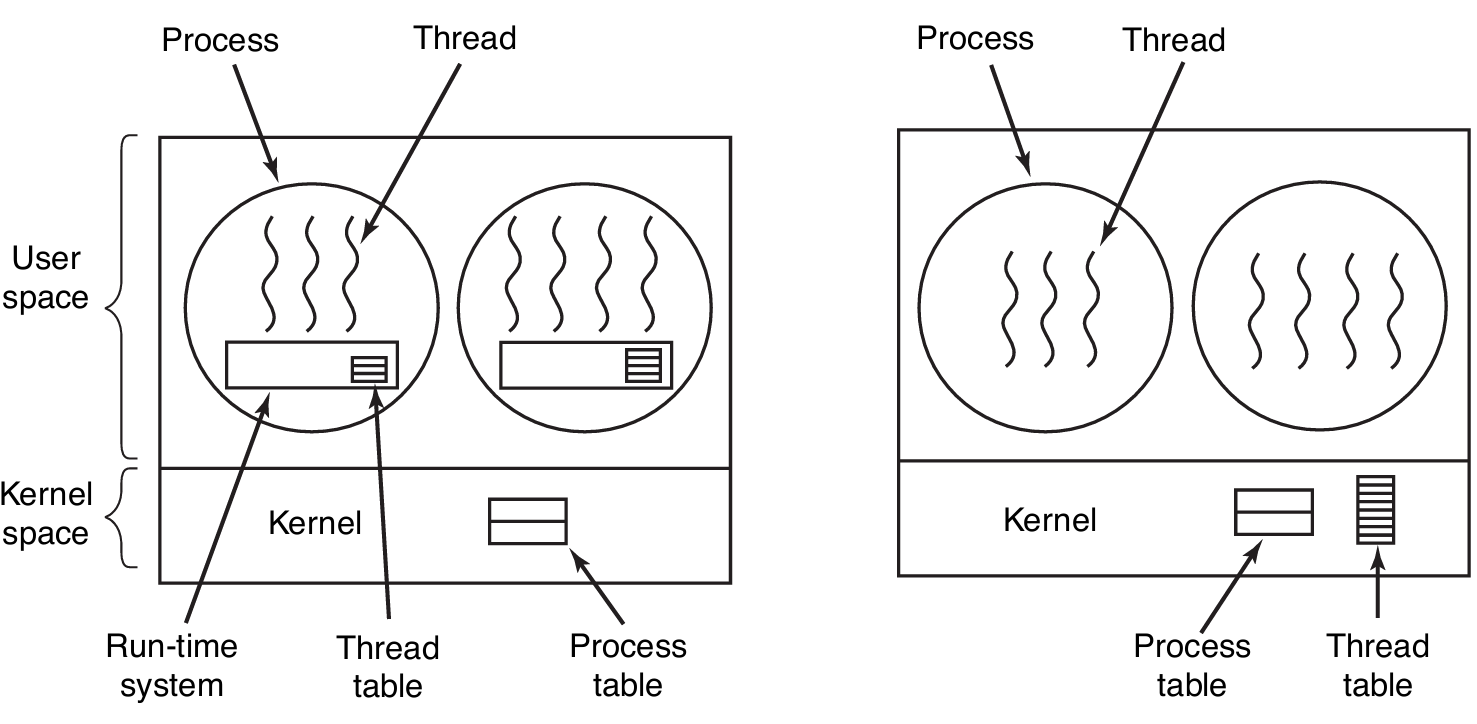 Process
Thread
Process
Thread
User
space
Kernel
space
Kernel
Kernel
Run-time
system
Thread
table
Process
table
Process
table
Thread
table